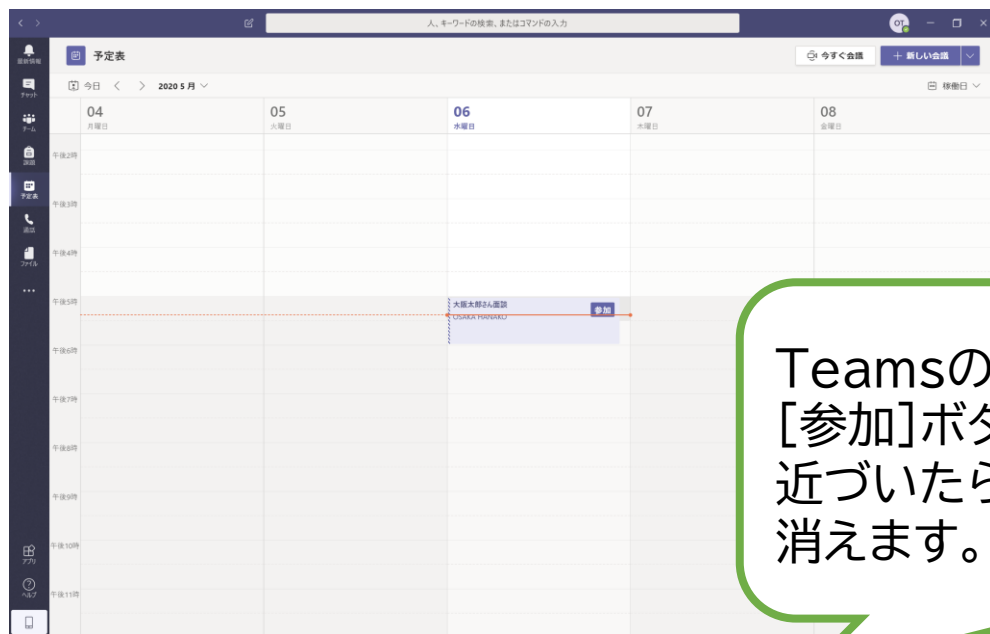 人、キーワードの検索、またはコマンドの入力
OT
最新情報
予定表
今すぐ会議
新しい会議
チャット
今日
2020 5 月
稼働日
チーム
課題
予定表
通話
ファイル
アプリ
ヘルプ
04
月曜日
05
火曜日
06
水曜日
07
木曜日
08
金曜日
午後2時
午後3時
午後4時
午後5時
大阪太郎さん面談
参加
OSAKA HANAKO
午後6時
午後7時
午後8時
午後9時
午後10時
午後11時
Teamsの
[参加]ボタ
近づいたら
消えます。